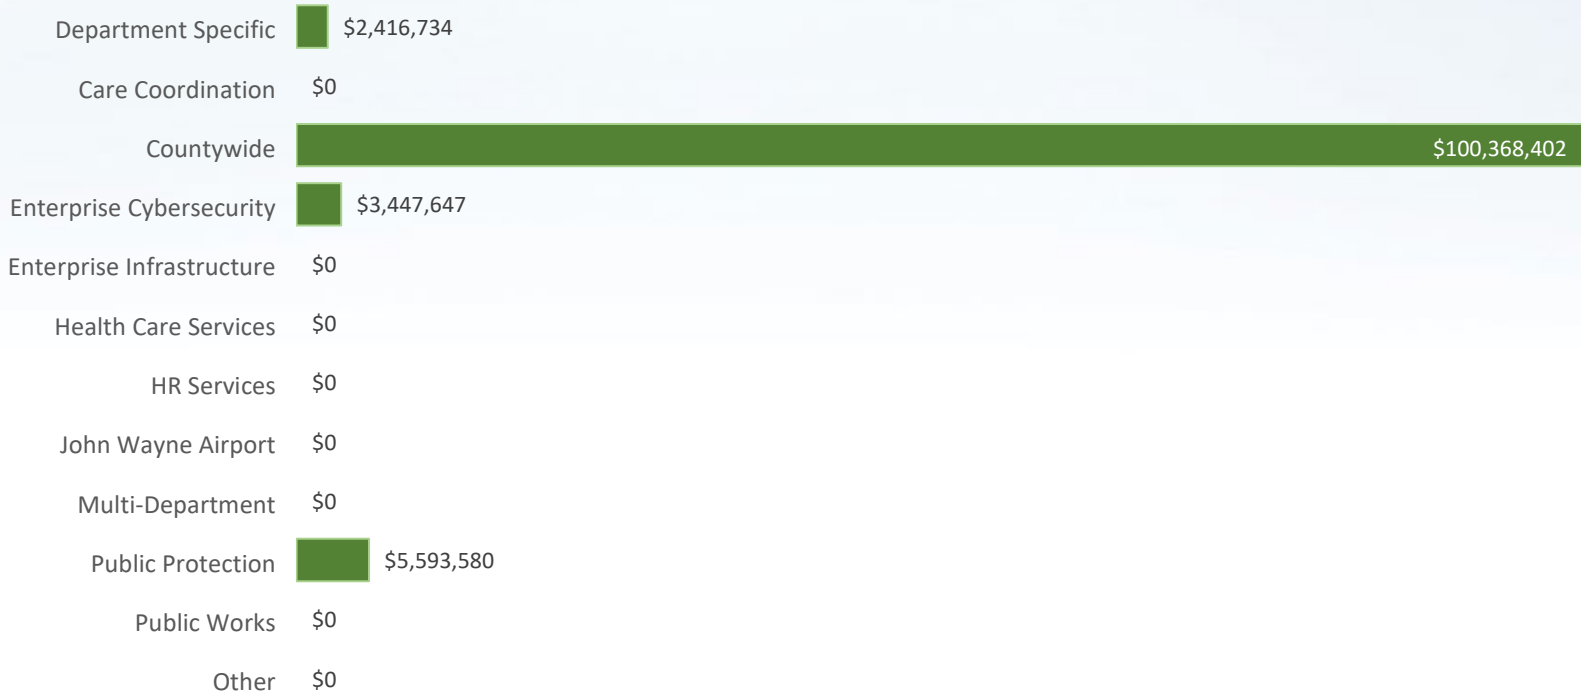 Department Specific $2,416,734
Care Coordination $0
Countywide $100,368,402
Enterprise Cybersecurity $3,447,647
Enterprise Infrastructure $0
Health Care Services $0
HR Services $0
John Wayne Airport $0
Multi-Department $0
Public Protection $5,593,580
Public Works $0
Other $0